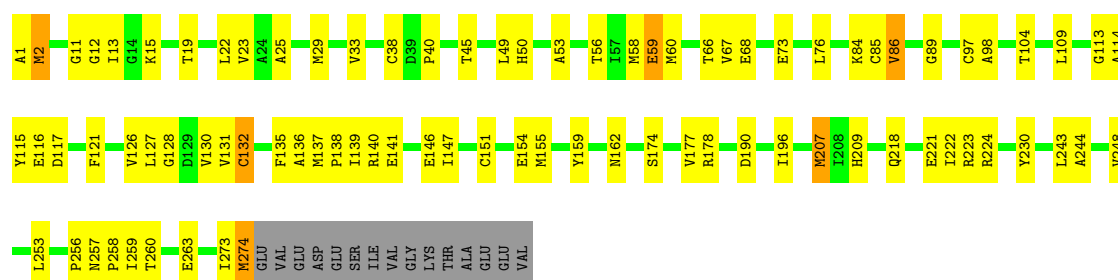 A1 M2 G11 G12 I13 G14 K15 T19 L22 V23 A24 A25 M29 V33 C38 D39 P40 T45 L49 H50 A53 T56 I57 M58 E59 M60 T66 V67 E68 E73 L76 K84 C85 V86 G89 C97 A98 T104 L109 G113 A114
Y115 E116 D117 F121 V126 L127 G128 D129 V130 V131 C132 F135 A136 M137 P138 I139 R140 E141 E146 I147 C151 E154 M155 Y159 N162 S174 V177 R178 D190 I196 M207 I208 H209 Q218 E221 I222 R223 R224 Y230 L243 A244 V248
L253 P256 N257 P258 I259 T260 E263 I273 M274 GLU VAL GLU ASP GLU SER ILE VAL GLY LYS THR ALA GLU GLU VAL